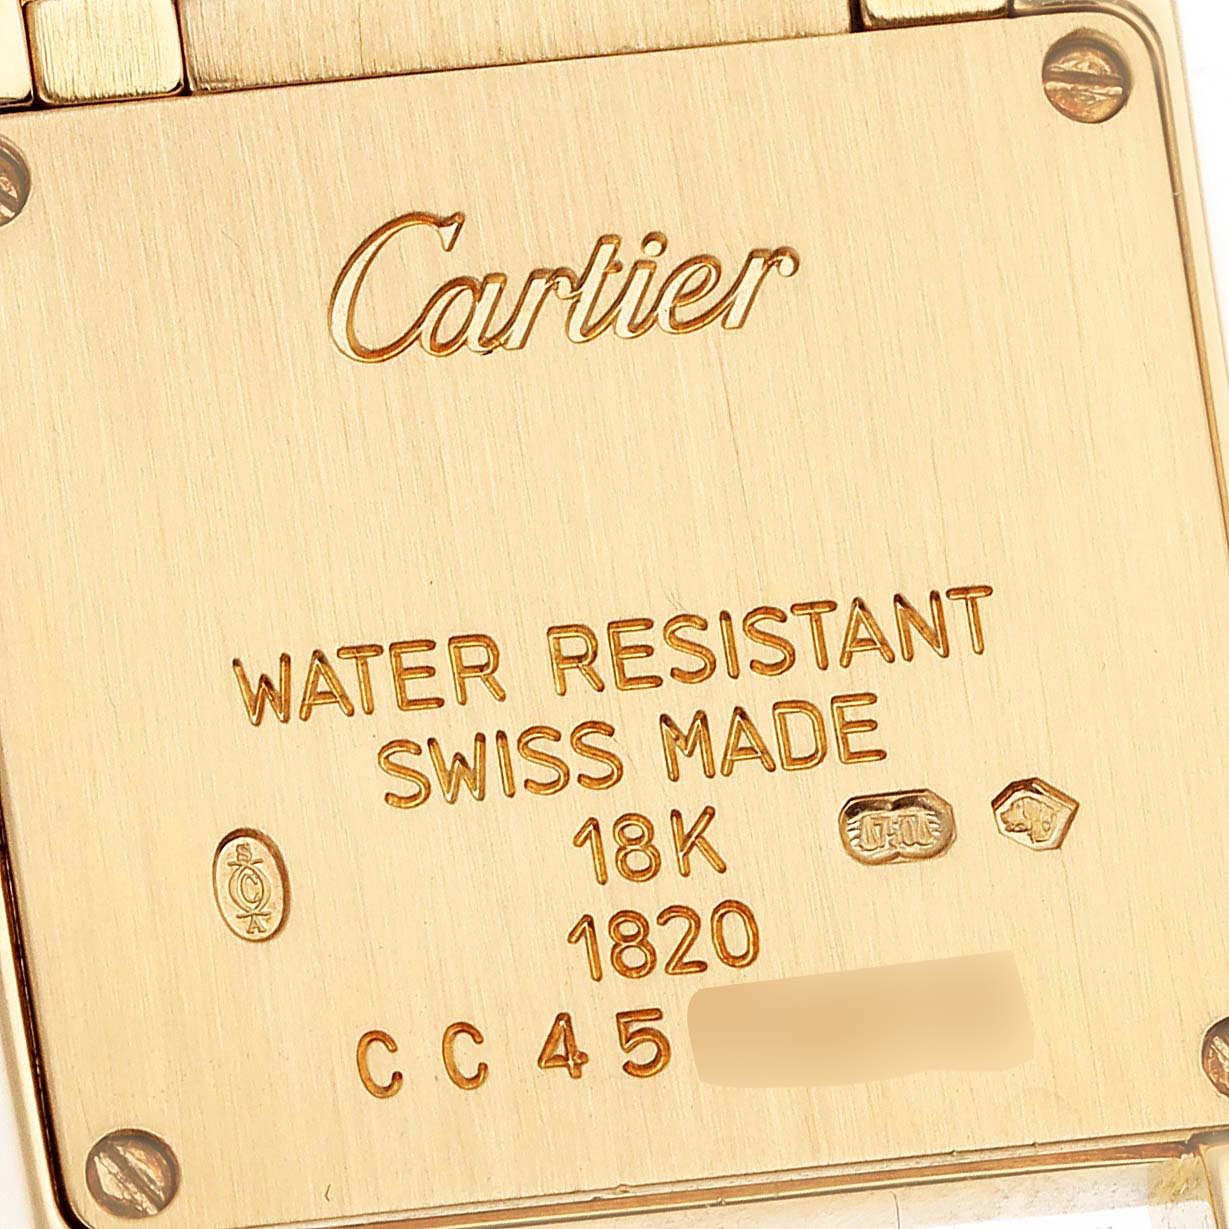 Cartier
WATER RESISTANT
SWISS MADE
18K
1820
CC45
S
C
A